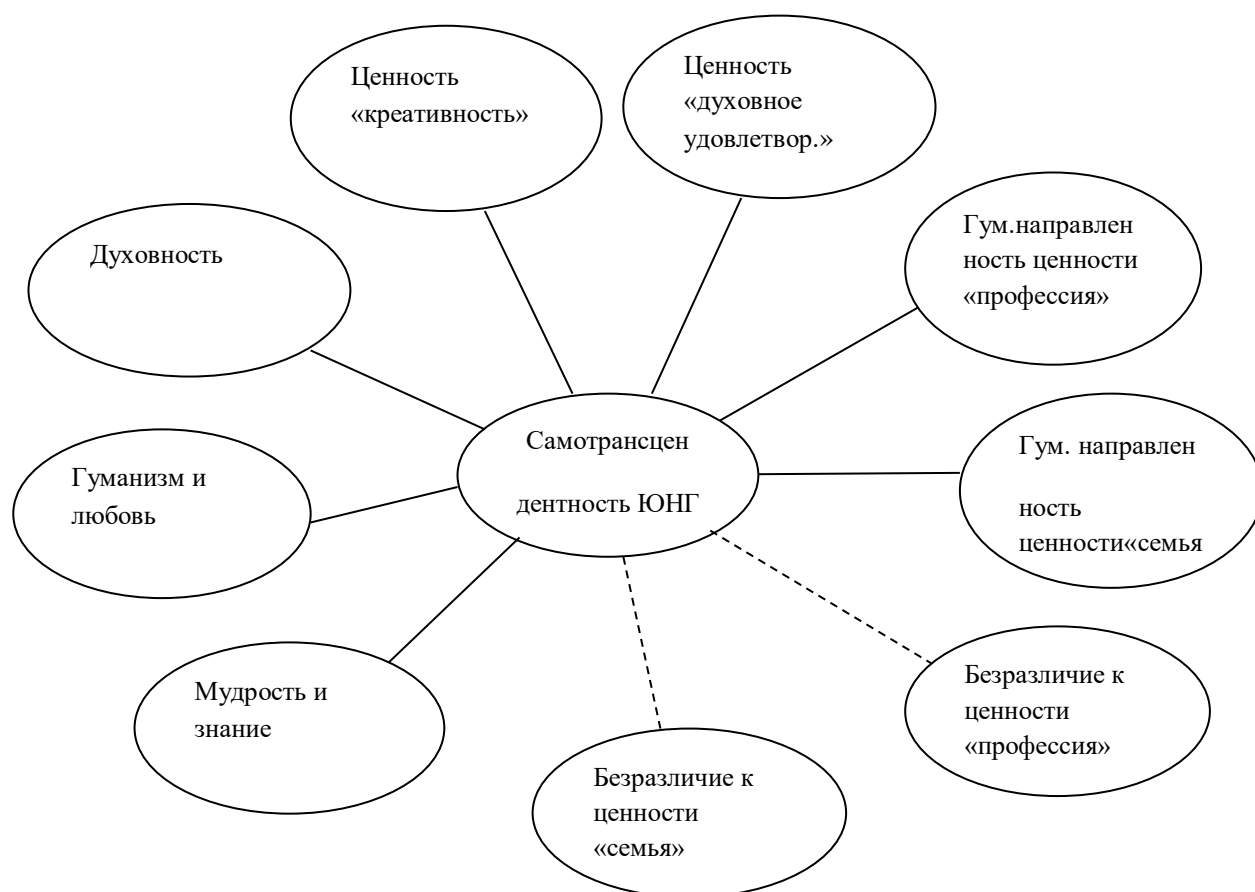 Ценность
«креативность»
Ценность
«духовное
удовлетвор.»
Гум.направлен
ность ценности
«профессия»
Духовность
Самотрансцен
дентность ЮНГ
Гум. направлен
ность
ценности«семья
Гуманизм и
любовь
Мудрость и
знание
Безразличие к
ценности
«семья»
Безразличие к
ценности
«профессия»